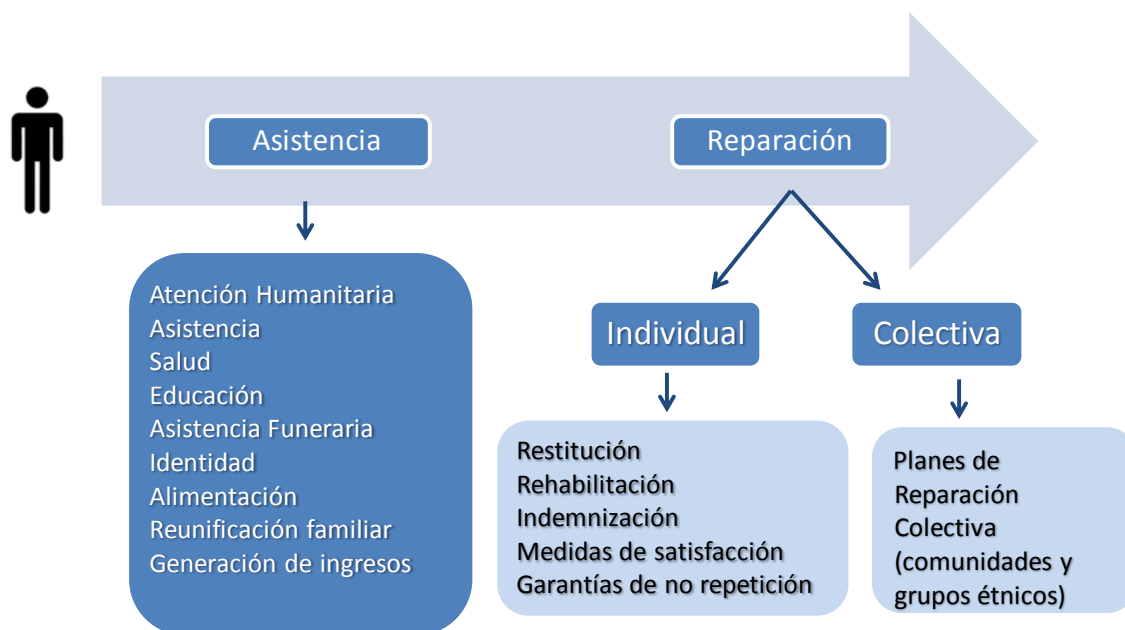 Asistencia
Reparación
Atención Humanitaria
Asistencia
Salud
Educación
Asistencia Funeraria
Identidad
Alimentación
Reunificación familiar
Generación de ingresos
Individual
Colectiva
Restitución
Rehabilitación
Indemnización
Medidas de satisfacción
Garantías de no repetición
Planes de
Reparación
Colectiva
(comunidades y
grupos étnicos)